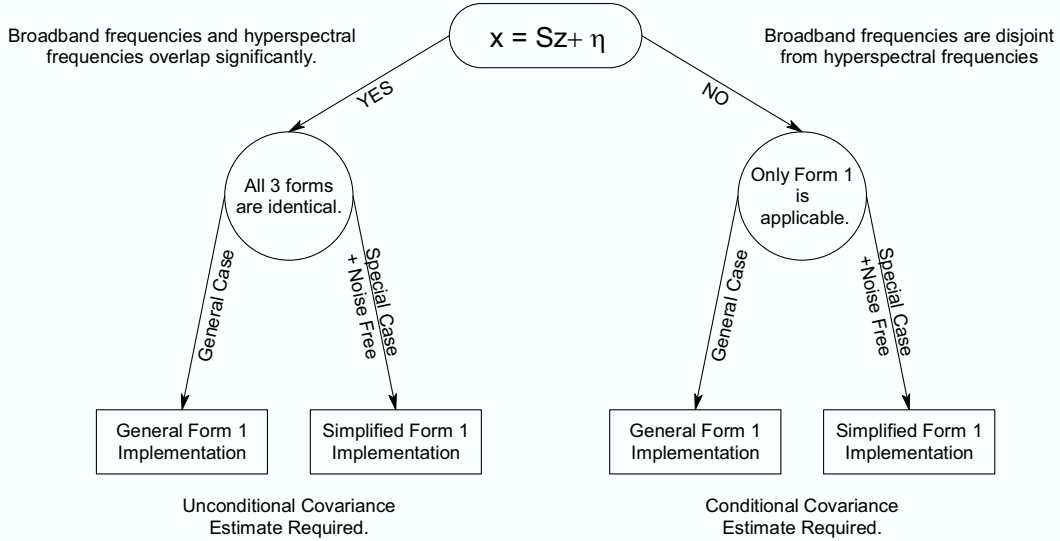 Broadband frequencies and hyperspectral
frequencies overlap significantly.
x = Sz+ η
Broadband frequencies are disjoint
from hyperspectral frequencies
YES
NO
All 3 forms
are identical.
Only Form 1
is
applicable.
General Case
Special Case
+ Noise Free
General Case
Special Case
+Noise Free
General Form 1
Implementation
Simplified Form 1
Implementation
General Form 1
Implementation
Simplified Form 1
Implementation
Unconditional Covariance
Estimate Required.
Conditional Covariance
Estimate Required.